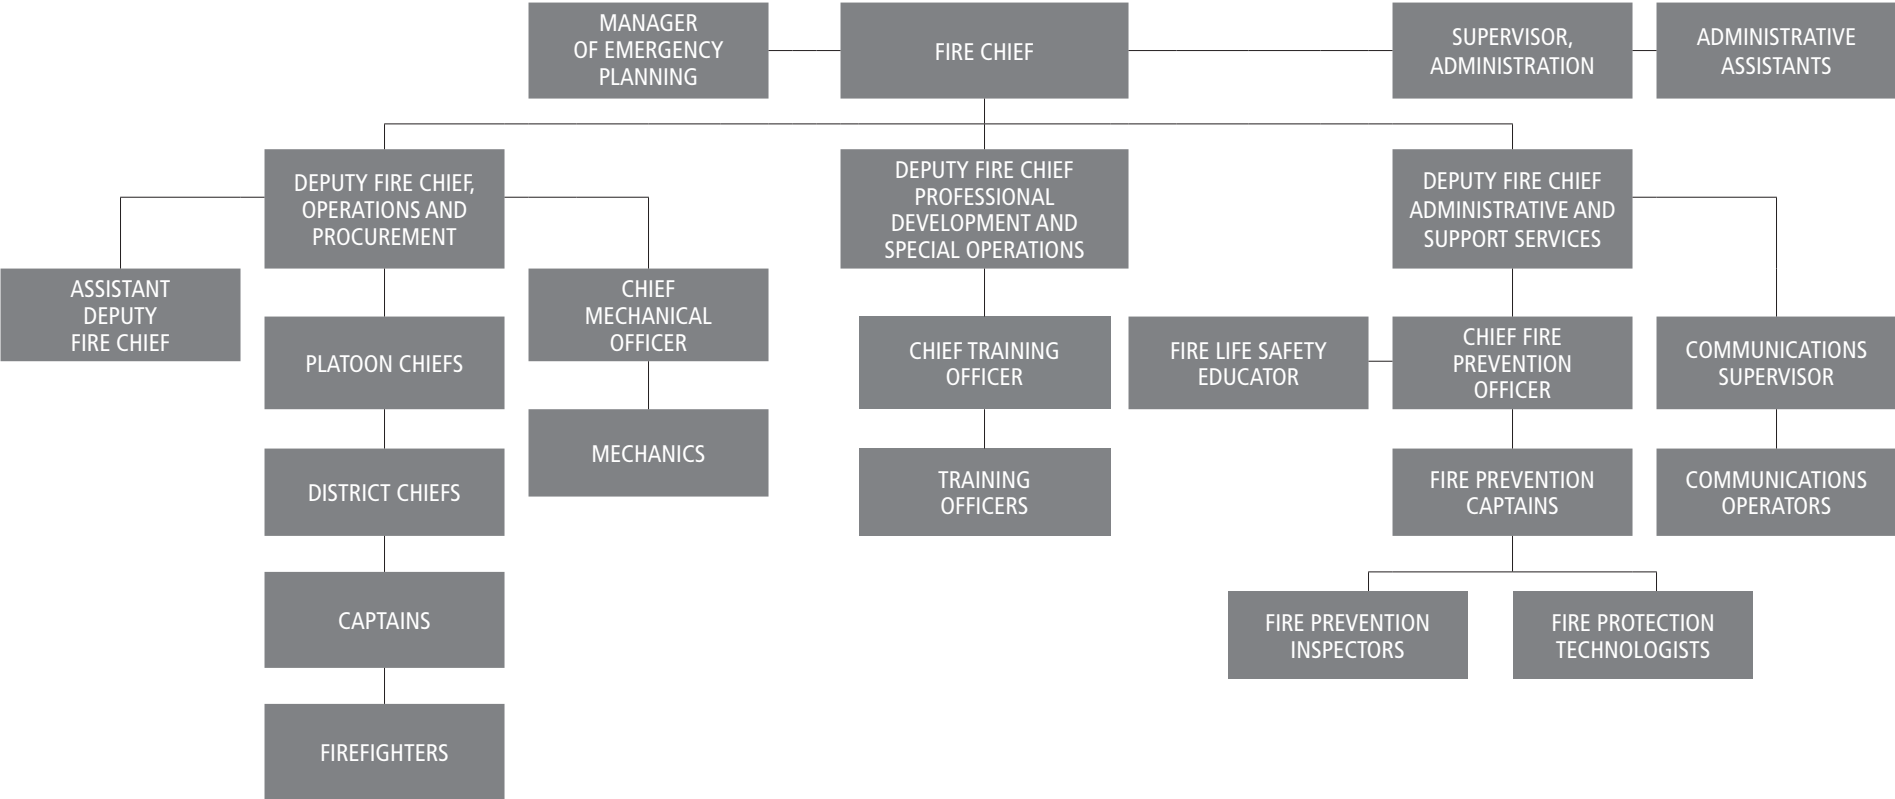 MANAGER
OF EMERGENCY
PLANNING
FIRE CHIEF
SUPERVISOR,
ADMINISTRATION
ADMINISTRATIVE
ASSISTANTS
DEPUTY FIRE CHIEF,
OPERATIONS AND
PROCUREMENT
DEPUTY FIRE CHIEF
PROFESSIONAL
DEVELOPMENT AND
SPECIAL OPERATIONS
DEPUTY FIRE CHIEF
ADMINISTRATIVE AND
SUPPORT SERVICES
ASSISTANT
DEPUTY
FIRE CHIEF
PLATOON CHIEFS
CHIEF
MECHANICAL
OFFICER
CHIEF TRAINING
OFFICER
FIRE LIFE SAFETY
EDUCATOR
CHIEF FIRE
PREVENTION
OFFICER
COMMUNICATIONS
SUPERVISOR
MECHANICS
DISTRICT CHIEFS
TRAINING
OFFICERS
FIRE PREVENTION
CAPTAINS
COMMUNICATIONS
OPERATORS
CAPTAINS
FIRE PREVENTION
INSPECTORS
FIRE PROTECTION
TECHNOLOGISTS
FIREFIGHTERS